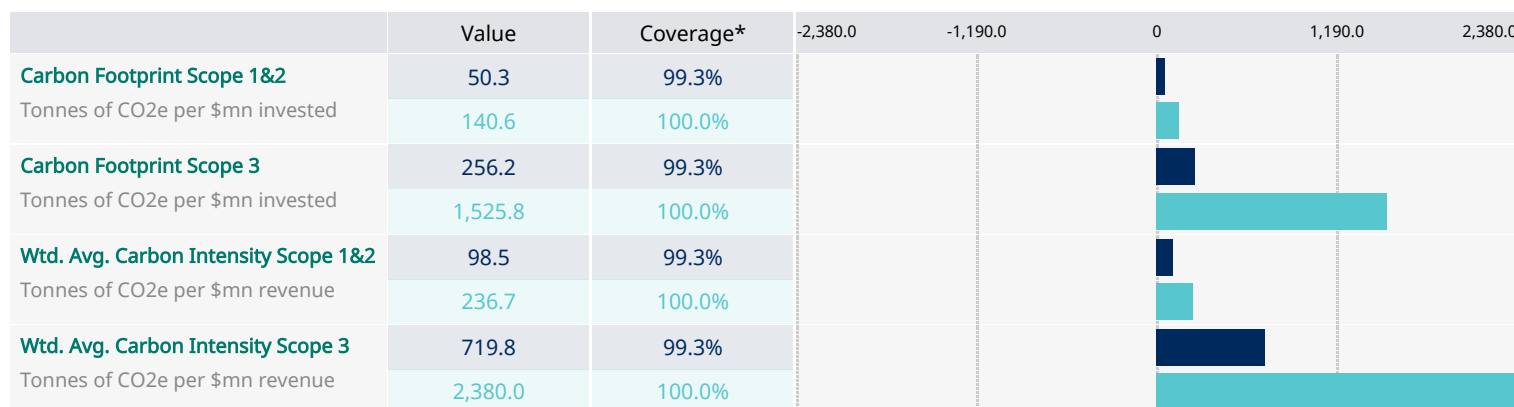 Value Coverage* -2,380.0 -1,190.0 0 1,190.0 2,380.0
Carbon Footprint Scope 1&2 50.3 99.3%
Tonnes of CO2e per $mn invested 140.6 100.0%
Carbon Footprint Scope 3 256.2 99.3%
Tonnes of CO2e per $mn invested 1,525.8 100.0%
Wtd. Avg. Carbon Intensity Scope 1&2 98.5 99.3%
Tonnes of CO2e per $mn revenue 236.7 100.0%
Wtd. Avg. Carbon Intensity Scope 3 719.8 99.3%
Tonnes of CO2e per $mn revenue 2,380.0 100.0%